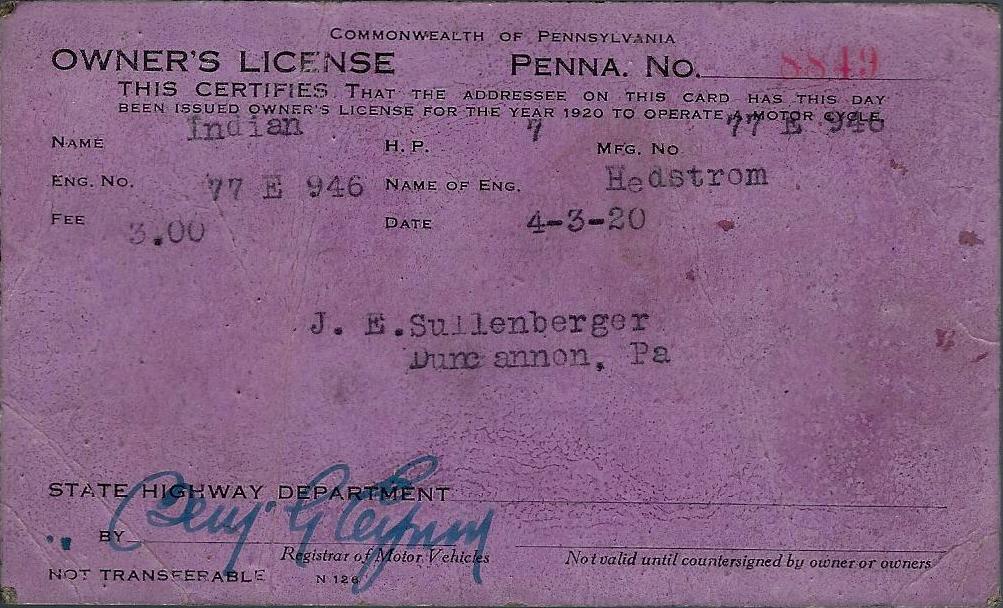 COMMONWEALTH OF PENNSYLVANIA
OWNER'S LICENSE PENNA. NO. 8849
THIS CERTIFIES THAT THE ADDRESSEE ON THIS CARD HAS THIS DAY
BEEN ISSUED OWNER'S LICENSE FOR THE YEAR 1920 TO OPERATE A MOTOR CYCLE
NAME Indian H. P. 7 MFG. NO 77 E 946
ENG. NO. 77 E 946 NAME OF ENG. Hedstrom
FEE 3.00 DATE 4-3-20
J. E. Sullenberger
Duncannon, Pa
STATE HIGHWAY DEPARTMENT
BY Benj. G
Registrar of Motor Vehicles Not valid until countersigned by owner or owners
NOT TRANSFERABLE N 126